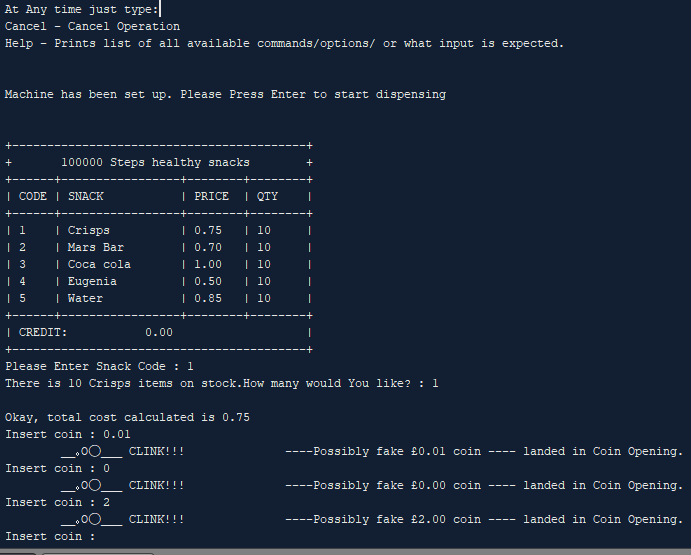 At Any time just type:
Cancel - Cancel Operation
Help - Prints list of all available commands/options/ or what input is expected.
Machine has been set up. Please Press Enter to start dispensing
+------------------------------------------+
+       100000 Steps healthy snacks        +
+------+-----------------+--------+--------+
| CODE | SNACK           | PRICE  | QTY    |
+------+-----------------+--------+--------+
| 1    | Crisps          | 0.75   | 10     |
| 2    | Mars Bar        | 0.70   | 10     |
| 3    | Coca cola       | 1.00   | 10     |
| 4    | Eugenia         | 0.50   | 10     |
| 5    | Water           | 0.85   | 10     |
+------+-----------------+--------+--------+
| CREDIT:           0.00                   |
+------------------------------------------+
Please Enter Snack Code : 1
There is 10 Crisps items on stock.How many would You like? : 1
Okay, total cost calculated is 0.75
Insert coin : 0.01
__。O◯___ CLINK!!!               ----Possibly fake £0.01 coin ---- landed in Coin Opening.
Insert coin : 0
__。O◯___ CLINK!!!               ----Possibly fake £0.00 coin ---- landed in Coin Opening.
Insert coin : 2
__。O◯___ CLINK!!!               ----Possibly fake £2.00 coin ---- landed in Coin Opening.
Insert coin :